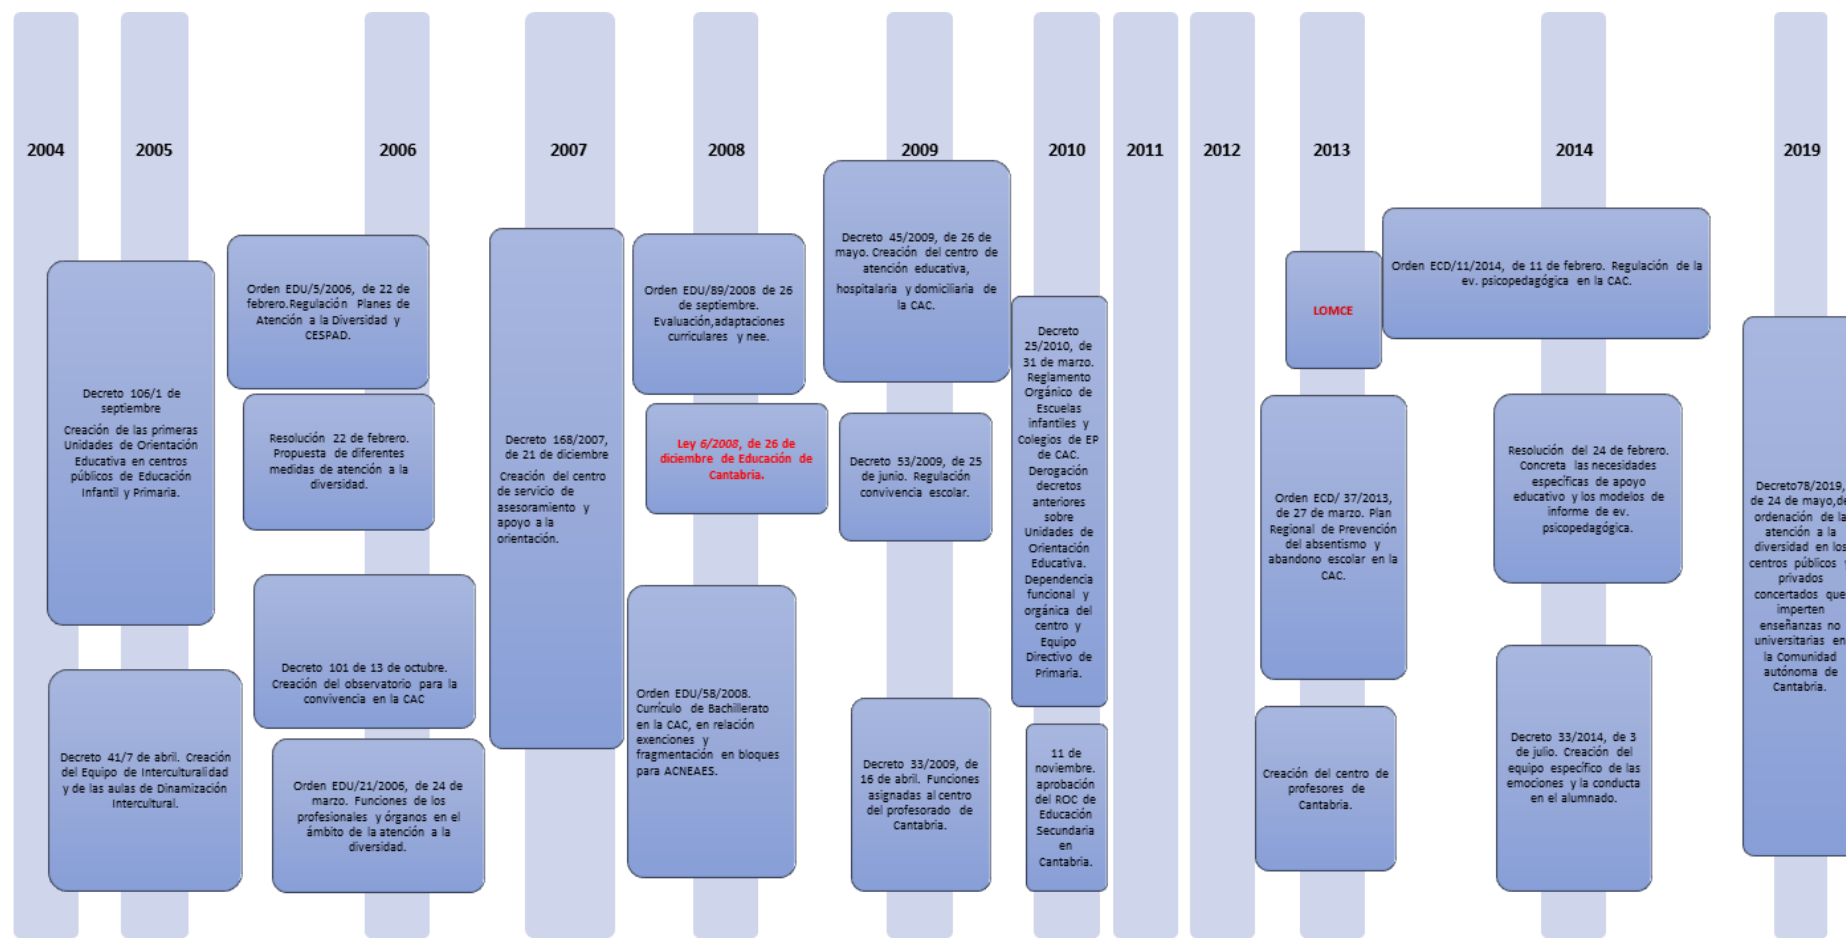 2004
2005
2006
2007
2008
2009
2010
2011
2012
2013
2014
2019
Decreto 106/1 de
septiembre
Creación de las primeras
Unidades de Orientación
Educativa en centros
públicos de Educación
Infantil y Primaria.
Decreto 41/7 de abril. Creación
del Equipo de Interculturalidad
y de las aulas de Dinamización
Intercultural.
Orden EDU/5/2006, de 22 de
febrero.Regulación Planes de
Atención a la Diversidad y
CESPAD.
Resolución 22 de febrero.
Propuesta de diferentes
medidas de atención a la
diversidad.
Decreto 101 de 13 de octubre.
Creación del observatorio para la
convivencia en la CAC
Orden EDU/21/2006, de 24 de
marzo. Funciones de los
profesionales y órganos en el
ámbito de la atención a la
diversidad.
Decreto 168/2007,
de 21 de diciembre
Creación del centro
de servicio de
asesoramiento y
apoyo a la
orientación.
Orden EDU/89/2008 de 26
de septiembre.
Evaluación,adaptaciones
curriculares y nee.
Ley 6/2008, de 26 de
diciembre de Educación de
Cantabria.
Orden EDU/58/2008.
Currículo de Bachillerato
en la CAC, en relación
exenciones y
fragmentación en bloques
para ACNEAES.
Decreto 45/2009, de 26 de
mayo. Creación del centro de
atención educativa,
hospitalaria y domiciliaria de
la CAC.
Decreto 53/2009, de 25
de junio. Regulación
convivencia escolar.
Decreto 33/2009, de
16 de abril. Funciones
asignadas al centro
del profesorado de
Cantabria.
Decreto
25/2010, de
31 de marzo.
Reglamento
Orgánico de
Escuelas
infantiles y
Colegios de EP
de CAC.
Derogación
decretos
anteriores
sobre
Unidades de
Orientación
Educativa.
Dependencia
funcional y
orgánica del
centro y
Equipo
Directivo de
Primaria.
11 de
noviembre.
aprobación
del ROC de
Educación
Secundaria
en
Cantabria.
LOMCE
Orden ECD/ 37/2013,
de 27 de marzo. Plan
Regional de Prevención
del absentismo y
abandono escolar en la
CAC.
Creación del centro de
profesores de
Cantabria.
Orden ECD/11/2014, de 11 de febrero. Regulación de la
ev. psicopedagógica en la CAC.
Resolución del 24 de febrero.
Concreta las necesidades
específicas de apoyo
educativo y los modelos de
informe de ev.
psicopedagógica.
Decreto 33/2014, de 3
de julio. Creación del
equipo específico de las
emociones y la conducta
en el alumnado.
Decreto78/2019,
de 24 de mayo,de
ordenación de la
atención a la
diversidad en los
centros públicos y
privados
concertados que
imperten
enseñanzas no
universitarias en
la Comunidad
autónoma de
Cantabria.